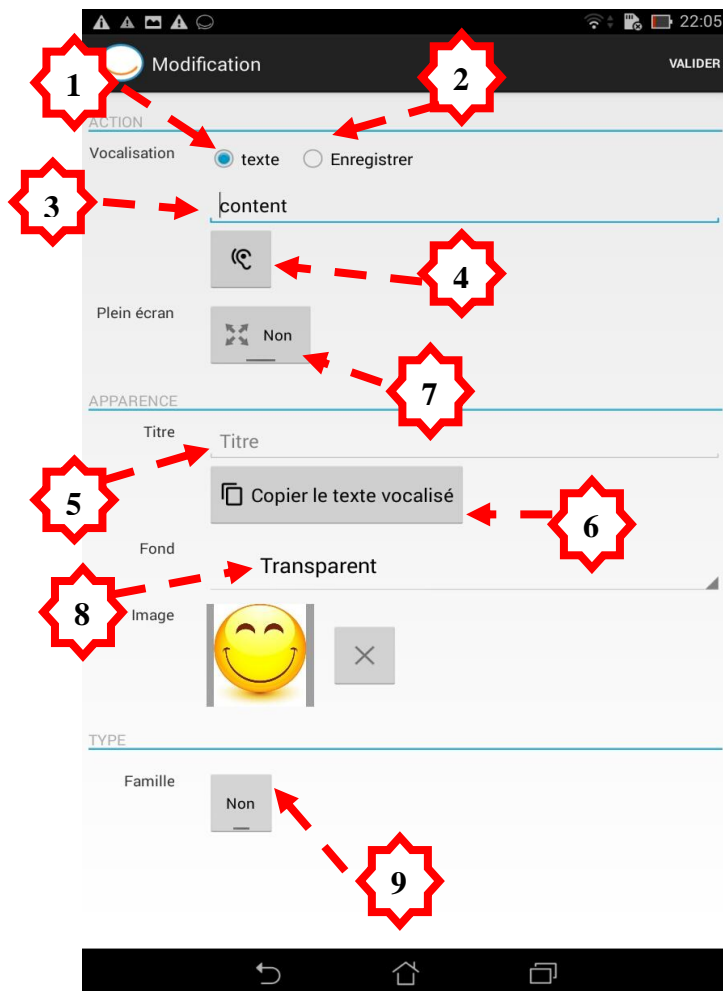 22:05
Modification
VALIDER
1
2
ACTION
Vocalisation
texte
Enregistrer
3
content
4
Plein écran
Non
7
APPARENCE
Titre
Titre
5
Copier le texte vocalisé
6
Fond
Transparent
8
Image
TYPE
Famille
Non
9